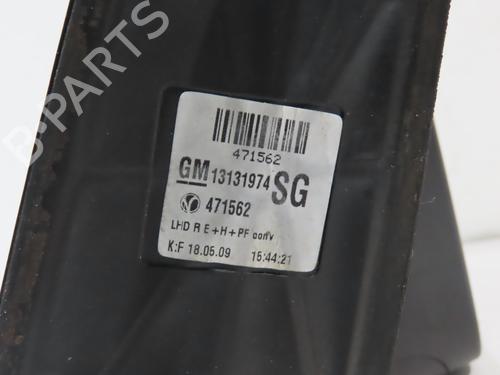 471562
GM 13131974 SG
471562
LHD R E+H+PF conv
K:F 18.05.09 15:44:21
B-PARTS